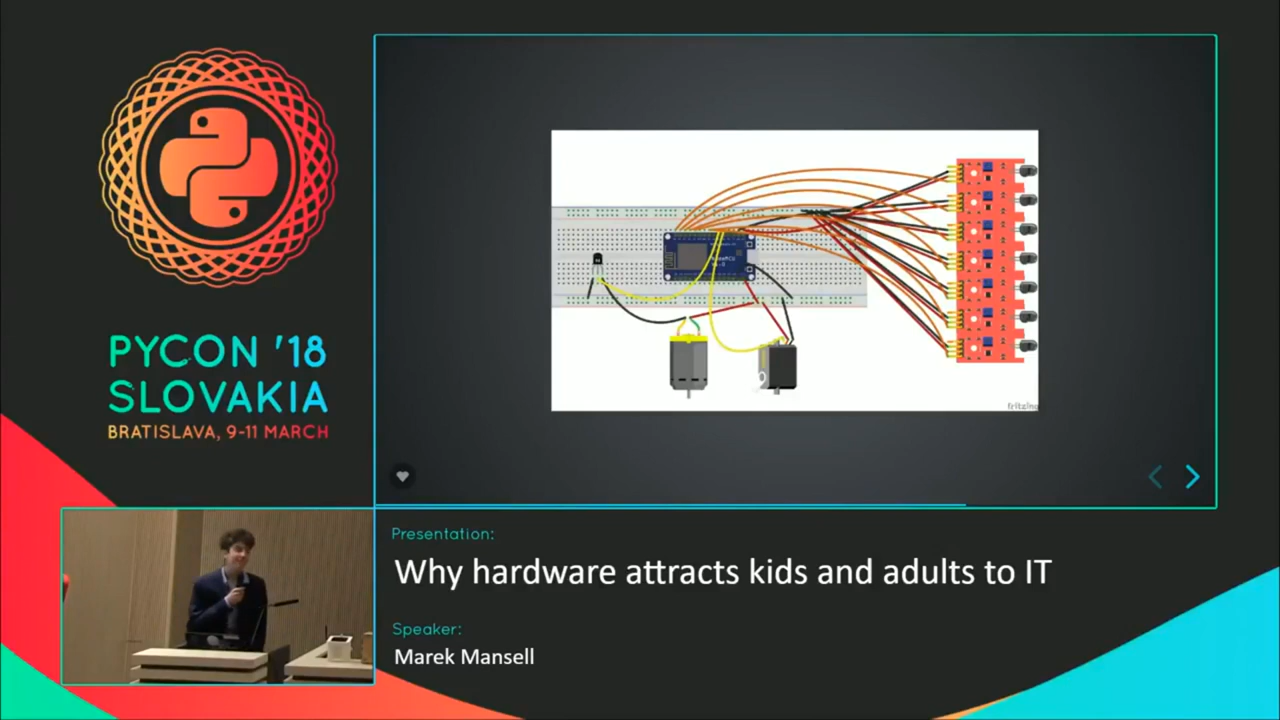 PYCON '18
SLOVAKIA
BRATISLAVA, 9-11 MARCH
fritzing
Presentation:
Why hardware attracts kids and adults to IT
Speaker:
Marek Mansell